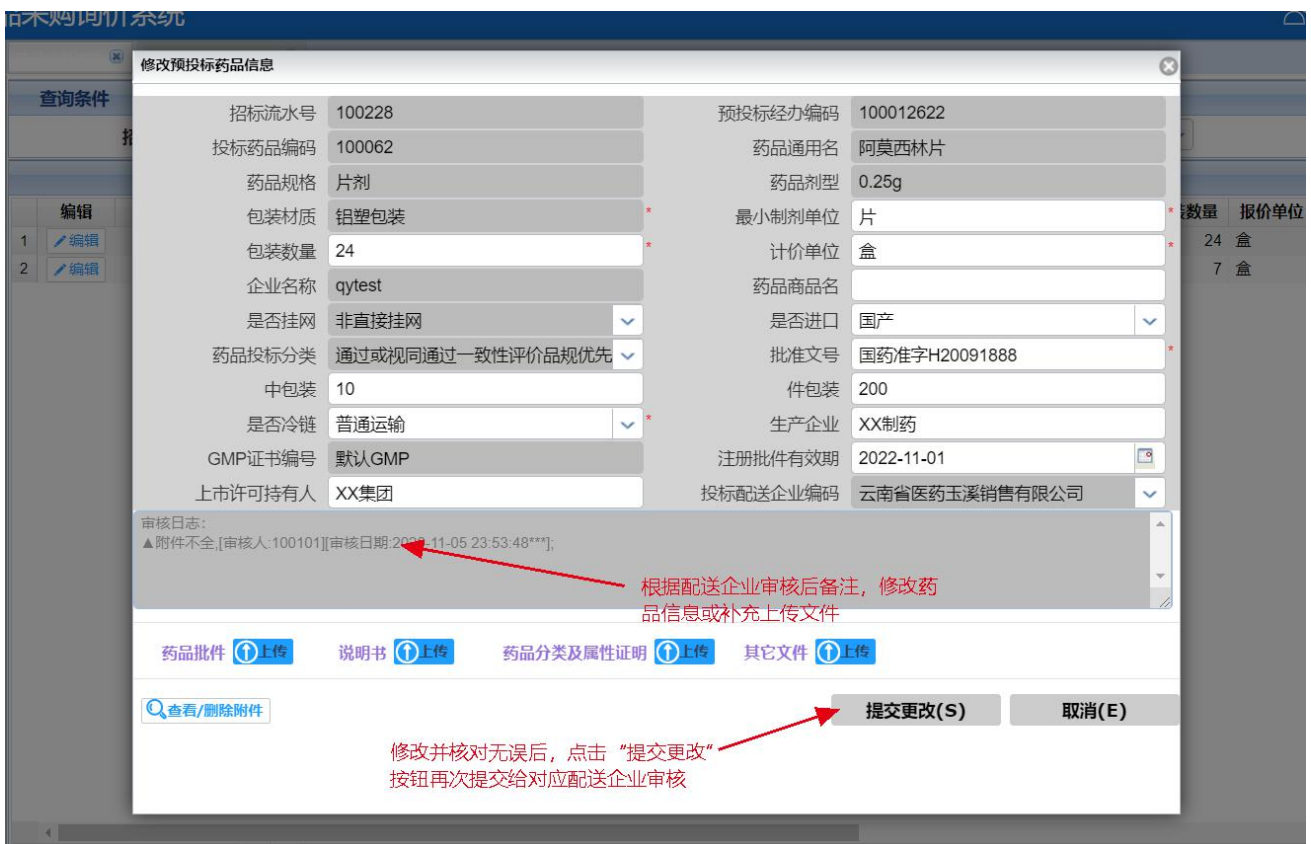 品采购询价系统
修改预投标药品信息
查询条件
招标流水号 100228 预投标经办编码 100012622
投标药品编码 100062 药品通用名 阿莫西林片
药品规格 片剂 药品剂型 0.25g
编辑 包装材质 铝塑包装 * 最小制剂单位 片 * 数量 报价单位
1 编辑 包装数量 24 * 计价单位 盒 * 24 盒
2 编辑 企业名称 qytest 药品商品名 7 盒
是否挂网 非直接挂网 是否进口 国产
药品投标分类 通过或视同通过一致性评价品规优先 批准文号 国药准字H20091888 *
中包装 10 件包装 200
是否冷链 普通运输 * 生产企业 XX制药
GMP证书编号 默认GMP 注册批件有效期 2022-11-01
上市许可持有人 XX集团 投标配送企业编码 云南省医药玉溪销售有限公司
审核日志:
▲附件不全,[审核人:100101][审核日期:20 -11-05 23:53:48***];
根据配送企业审核后备注，修改药
品信息或补充上传文件
药品批件 上传 说明书 上传 药品分类及属性证明 上传 其它文件 上传
查看/删除附件 提交更改(S) 取消(E)
修改并核对无误后，点击“提交更改”
按钮再次提交给对应配送企业审核